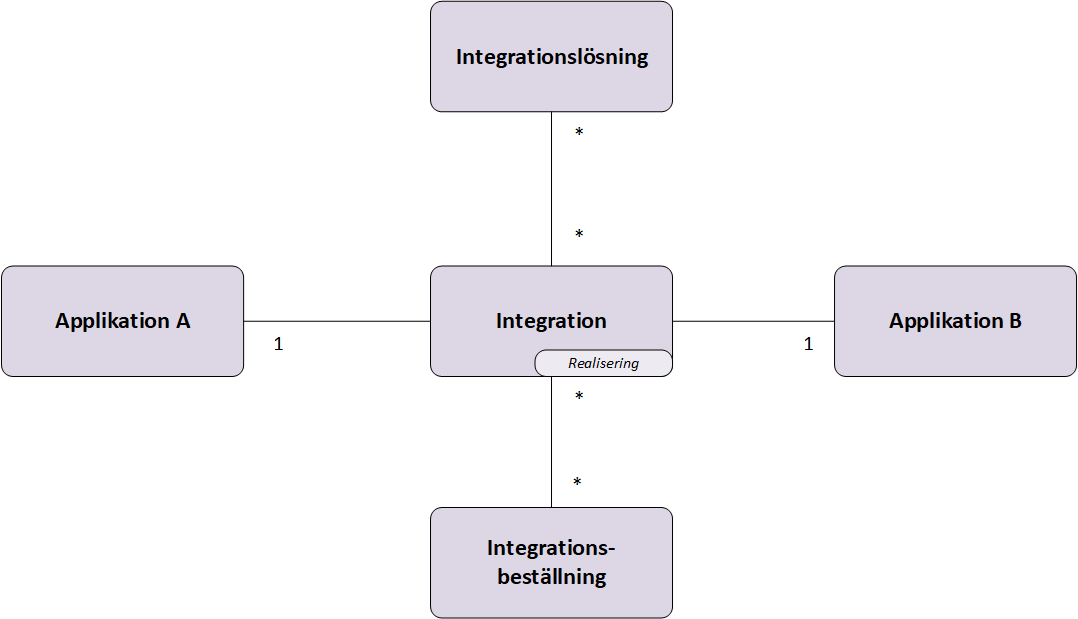 Integrationslösning
*
*
Applikation A
Integration
Applikation B
1
1
Realisering
*
*
Integrations-
beställning